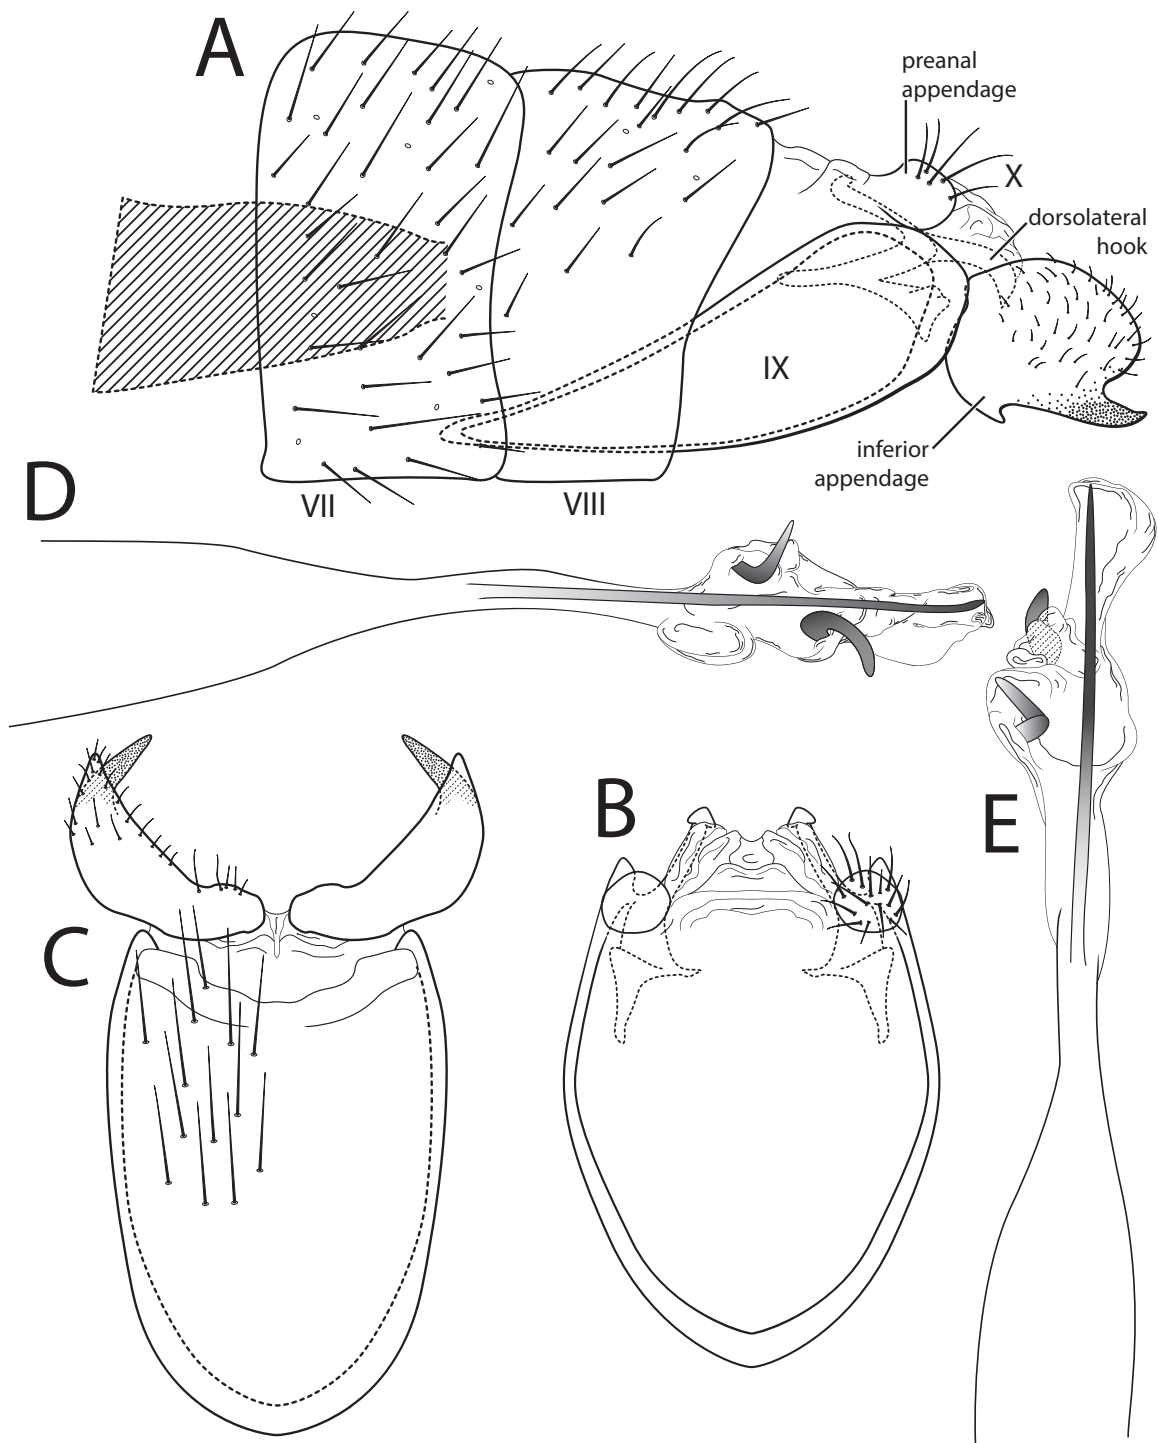 A
preanal
appendage
X
dorsolateral
hook
IX
inferior
appendage
VII
VIII
D
B
E
C